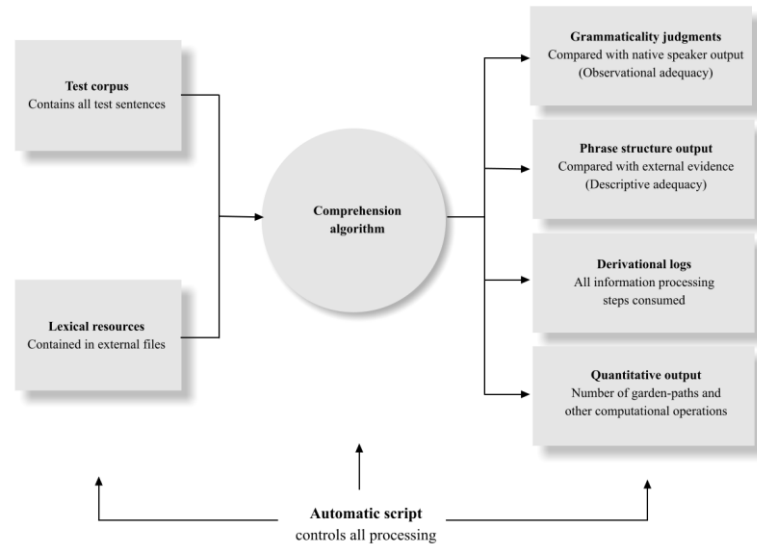 Test corpus
Contains all test sentences
Lexical resources
Contained in external files
Comprehension
algorithm
Grammaticality judgments
Compared with native speaker output
(Observational adequacy)
Phrase structure output
Compared with external evidence
(Descriptive adequacy)
Derivational logs
All information processing
steps consumed
Quantitative output
Number of garden-paths and
other computational operations
Automatic script
controls all processing